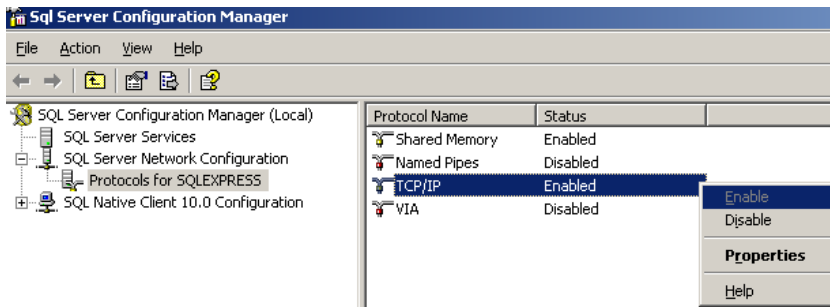 Sql Server Configuration Manager
File Action View Help
SQL Server Configuration Manager (Local)
SQL Server Services
SQL Server Network Configuration
Protocols for SQLEXPRESS
SQL Native Client 10.0 Configuration
Protocol Name Status
Shared Memory Enabled
Named Pipes Disabled
TCP/IP Enabled
VIA Disabled
Enable
Disable
Properties
Help